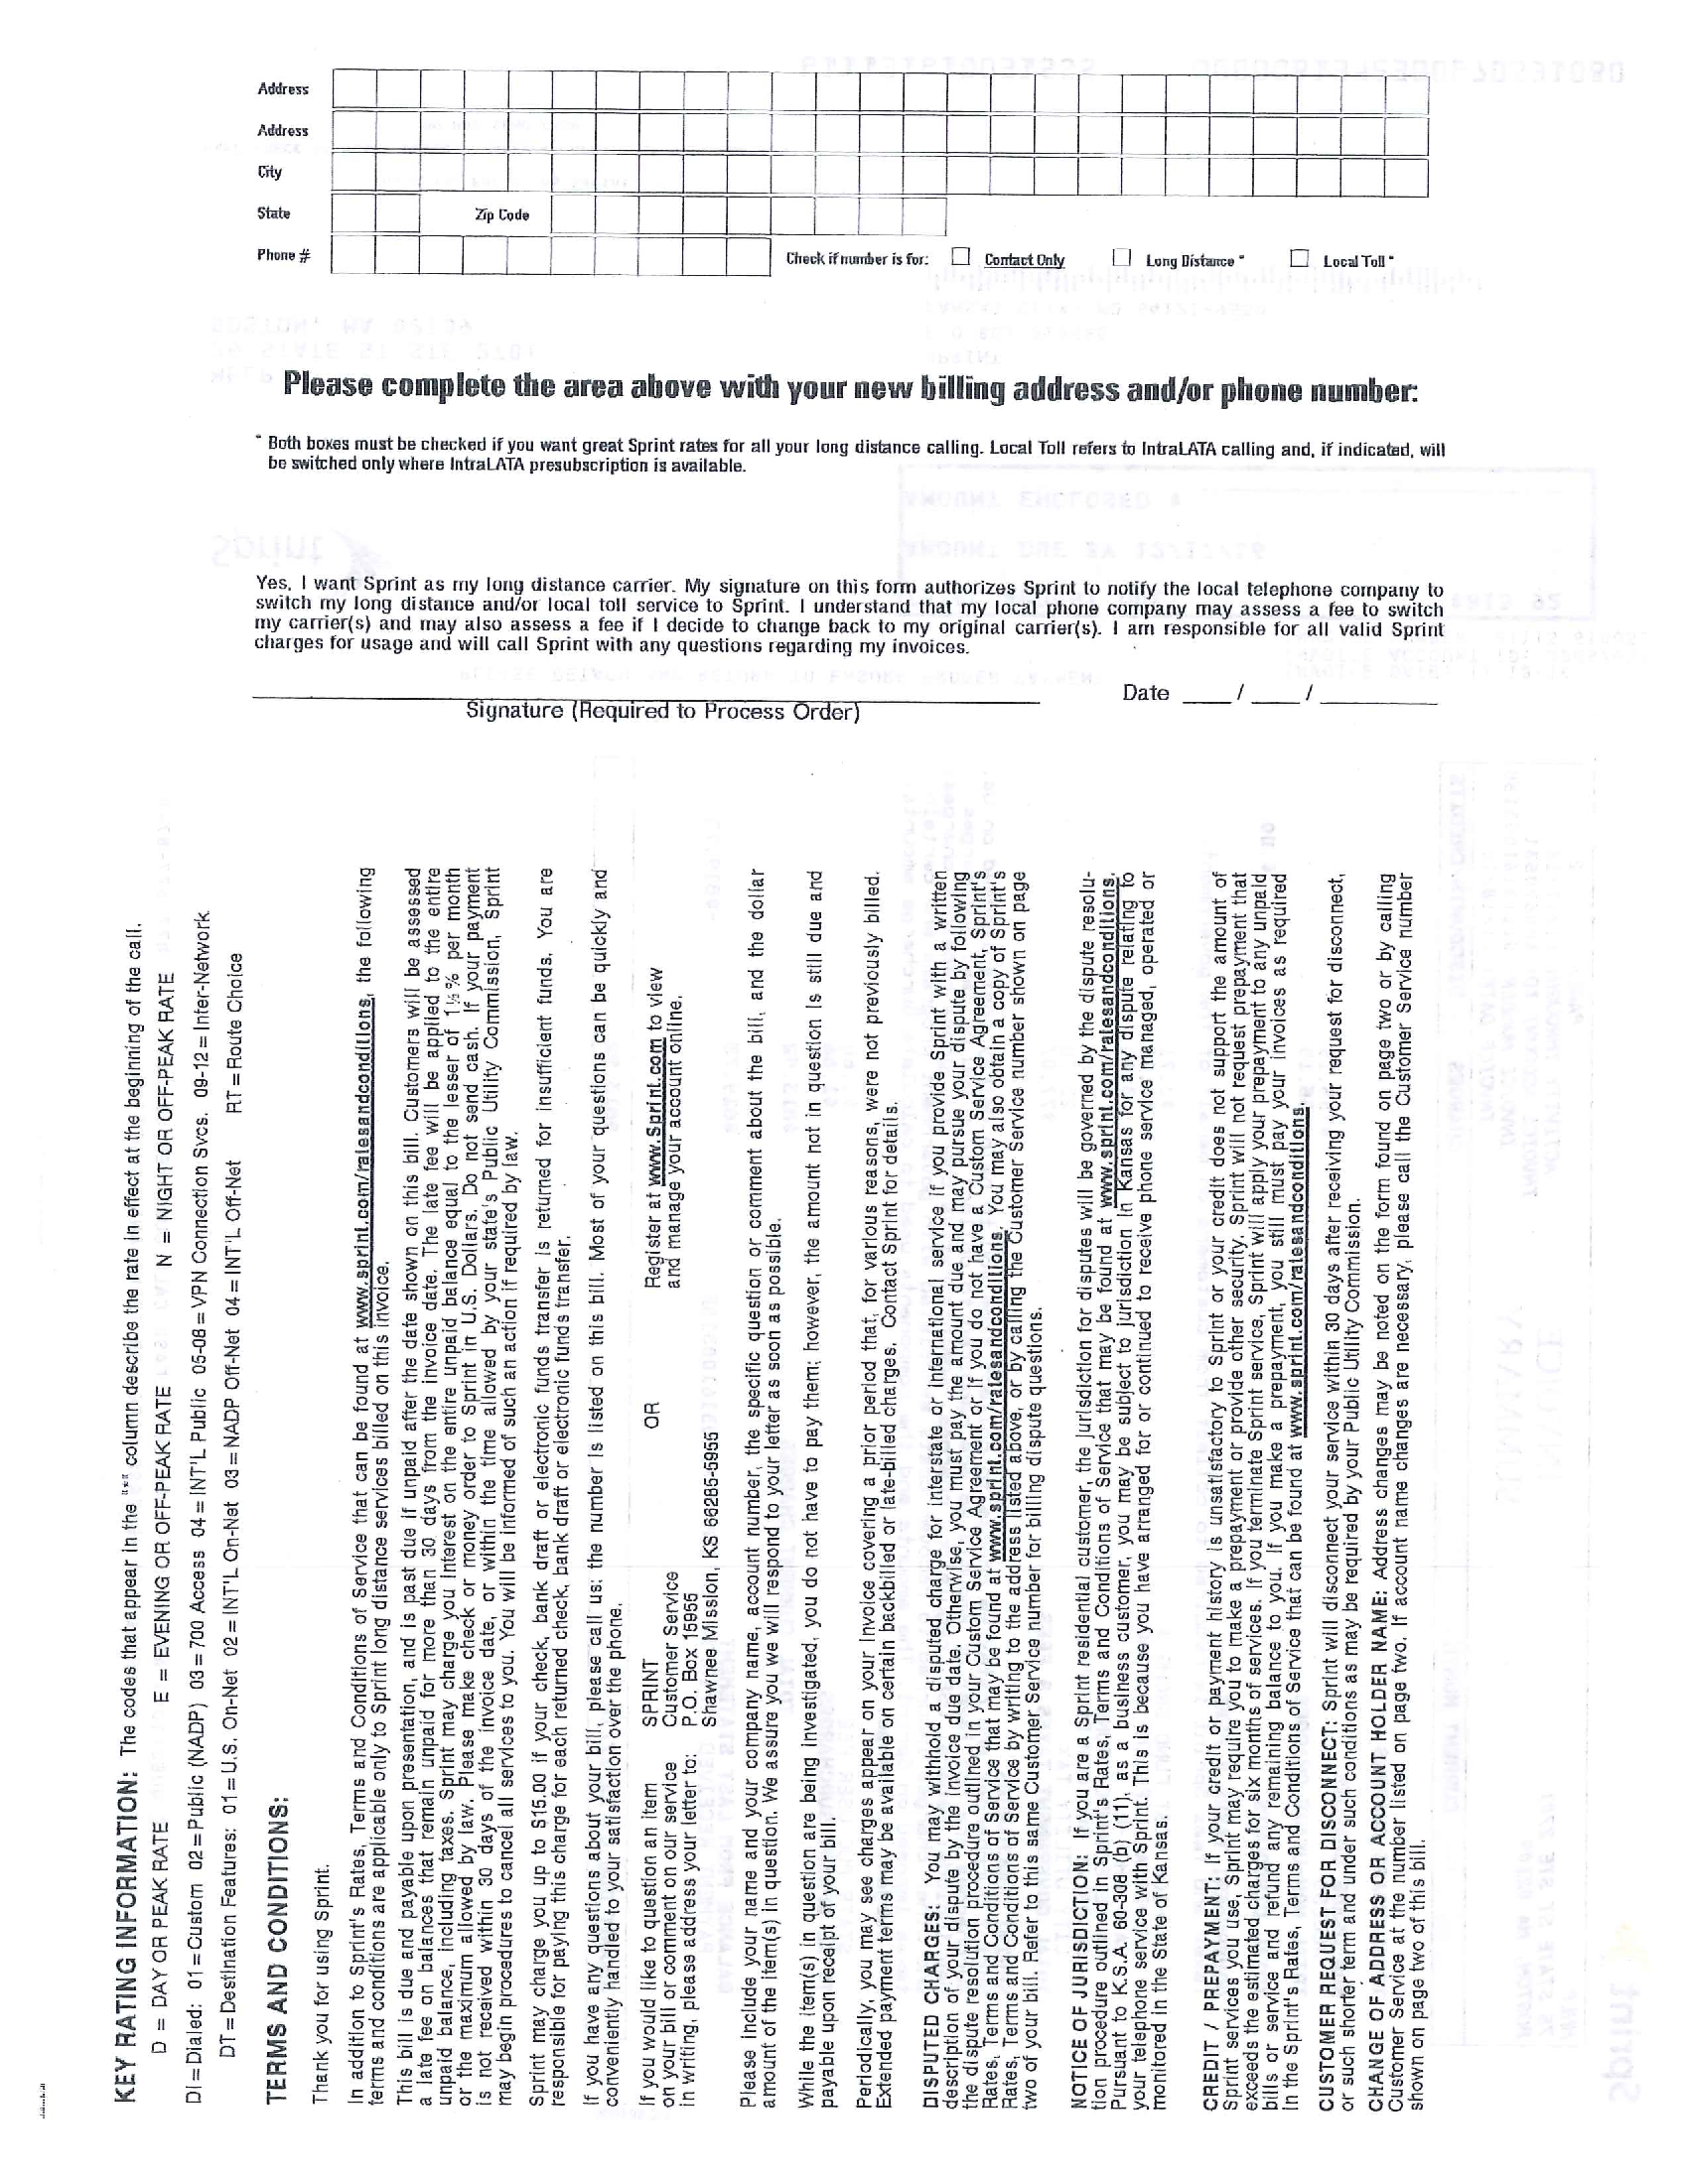 Address
Address
City
State Zip Code
Phone # Check if number is for: Contact Only Long Distance * Local Toll *
Please complete the area above with your new billing address and/or phone number:
* Both boxes must be checked if you want great Sprint rates for all your long distance calling. Local Toll refers to IntraLATA calling and, if indicated, will
be switched only where IntraLATA presubscription is available.
Yes, I want Sprint as my long distance carrier. My signature on this form authorizes Sprint to notify the local telephone company to
switch my long distance and/or local toll service to Sprint. I understand that my local phone company may assess a fee to switch
my carrier(s) and may also assess a fee if I decide to change back to my original carrier(s). I am responsible for all valid Sprint
charges for usage and will call Sprint with any questions regarding my invoices.
Signature (Required to Process Order) Date ____ / ____ / ________
KEY RATING INFORMATION: The codes that appear in the "*" column describe the rate in effect at the beginning of the call.
D = DAY OR PEAK RATE E = EVENING OR OFF-PEAK RATE N = NIGHT OR OFF-PEAK RATE
DI = Dialed: 01 = Custom 02 = Public (NADP) 03 = 700 Access 04 = INT'L Public 05-08 = VPN Connection Svcs. 09-12 = Inter-Network
DT = Destination Features: 01 = U.S. On-Net 02 = INT'L On-Net 03 = NADP Off-Net 04 = INT'L Off-Net RT = Route Choice
TERMS AND CONDITIONS:
Thank you for using Sprint.
In addition to Sprint's Rates, Terms and Conditions of Service that can be found at www.sprint.com/ratesandconditions, the following
terms and conditions are applicable only to Sprint long distance services billed on this invoice.
This bill is due and payable upon presentation, and is past due if unpaid after the date shown on this bill. Customers will be assessed
a late fee on balances that remain unpaid for more than 30 days from the invoice date. The late fee will be applied to the entire
unpaid balance, including taxes. Sprint may charge you interest on the entire unpaid balance equal to the lesser of 1½% per month
or the maximum allowed by law. Please make check or money order to Sprint in U.S. Dollars. Do not send cash. If your payment
is not received within 30 days of the invoice date, or within the time allowed by your state's Public Utility Commission, Sprint
may begin procedures to cancel all services to you. You will be informed of such an action if required by law.
Sprint may charge you up to $15.00 if your check, bank draft or electronic funds transfer is returned for insufficient funds. You are
responsible for paying this charge for each returned check, bank draft or electronic funds transfer.
If you have any questions about your bill, please call us; the number is listed on this bill. Most of your questions can be quickly and
conveniently handled to your satisfaction over the phone.
If you would like to question an item SPRINT OR Register at www.Sprint.com to view
on your bill or comment on our service Customer Service and manage your account online.
in writing, please address your letter to: P.O. Box 15955
Shawnee Mission, KS 66285-5955
Please include your name and your company name, account number, the specific question or comment about the bill, and the dollar
amount of the item(s) in question. We assure you we will respond to your letter as soon as possible.
While the item(s) in question are being investigated, you do not have to pay them; however, the amount not in question is still due and
payable upon receipt of your bill.
Periodically, you may see charges appear on your invoice covering a prior period that, for various reasons, were not previously billed.
Extended payment terms may be available on certain backbilled or late-billed charges. Contact Sprint for details.
DISPUTED CHARGES: You may withhold a disputed charge for interstate or international service if you provide Sprint with a written
description of your dispute by the invoice due date. Otherwise, you must pay the amount due and may pursue your dispute by following
the dispute resolution procedure outlined in your Custom Service Agreement or if you do not have a Custom Service Agreement, Sprint's
Rates, Terms and Conditions of Service that may be found at www.sprint.com/ratesandconditions. You may also obtain a copy of Sprint's
Rates, Terms and Conditions of Service by writing to the address listed above, or by calling the Customer Service number shown on page
two of your bill. Refer to this same Customer Service number for billing dispute questions.
NOTICE OF JURISDICTION: If you are a Sprint residential customer, the jurisdiction for disputes will be governed by the dispute resolu-
tion procedure outlined in Sprint's Rates, Terms and Conditions of Service that may be found at www.sprint.com/ratesandconditions.
Pursuant to K.S.A. 60-308-(b) (11), as a business customer, you may be subject to jurisdiction in Kansas for any dispute relating to
your telephone service with Sprint. This is because you have arranged for or continued to receive phone service managed, operated or
monitored in the State of Kansas.
CREDIT / PREPAYMENT: If your credit or payment history is unsatisfactory to Sprint or your credit does not support the amount of
Sprint services you use, Sprint may require you to make a prepayment or provide other security. Sprint will not request prepayment that
exceeds the estimated charges for six months of services. If you terminate Sprint service, Sprint will apply your prepayment to any unpaid
bills or service and refund any remaining balance to you. If you make a prepayment, you still must pay your invoices as required
in the Sprint's Rates, Terms and Conditions of Service that can be found at www.sprint.com/ratesandconditions.
CUSTOMER REQUEST FOR DISCONNECT: Sprint will disconnect your service within 30 days after receiving your request for disconnect,
or such shorter term and under such conditions as may be required by your Public Utility Commission.
CHANGE OF ADDRESS OR ACCOUNT HOLDER NAME: Address changes may be noted on the form found on page two or by calling
Customer Service at the number listed on page two. If account name changes are necessary, please call the Customer Service number
shown on page two of this bill.